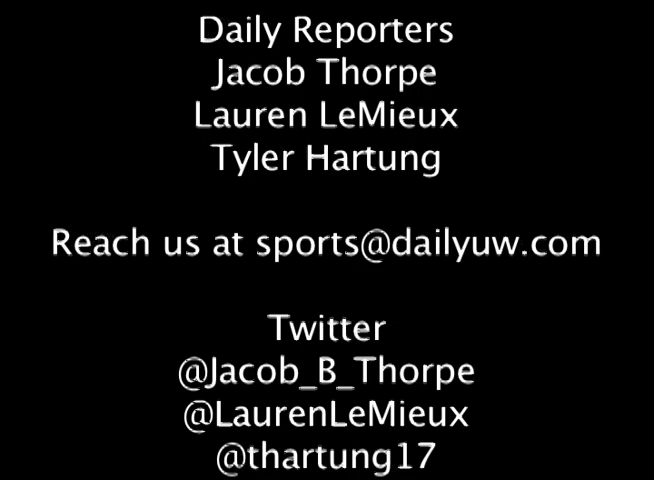 Daily Reporters
Jacob Thorpe
Lauren LeMieux
Tyler Hartung
Reach us at sports@dailyuw.com
Twitter
@Jacob_B_Thorpe
@LaurenLeMieux
@thartung17